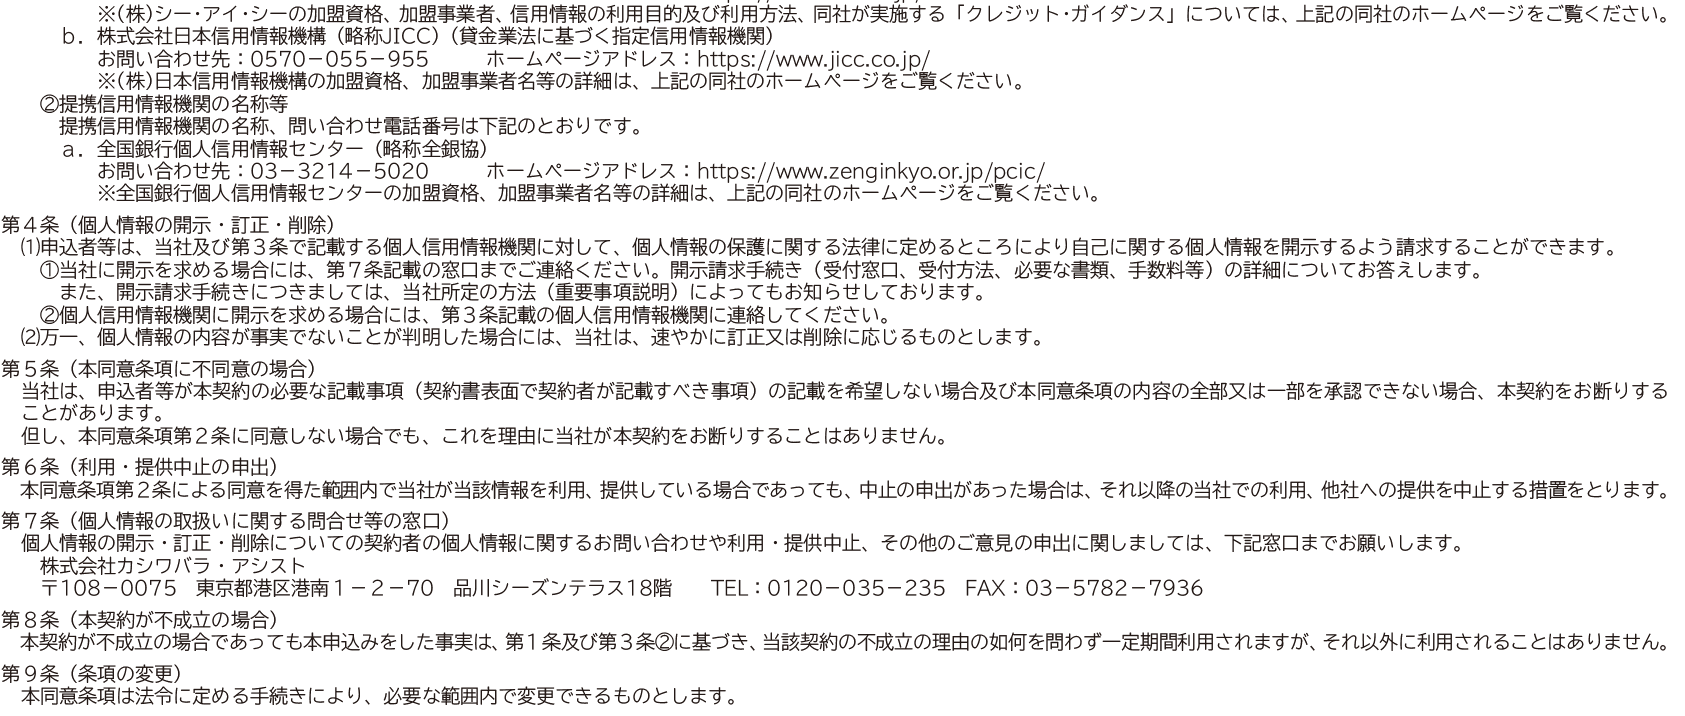 ※(株)シー・アイ・シーの加盟資格、加盟事業者、信用情報の利用目的及び利用方法、同社が実施する「クレジット・ガイダンス」については、上記の同社のホームページをご覧ください。
ｂ．株式会社日本信用情報機構（略称JICC）（貸金業法に基づく指定信用情報機関）
お問い合わせ先：0570－055－955　　　ホームページアドレス：https://www.jicc.co.jp/
※(株)日本信用情報機構の加盟資格、加盟事業者名等の詳細は、上記の同社のホームページをご覧ください。
②提携信用情報機関の名称等
提携信用情報機関の名称、問い合わせ電話番号は下記のとおりです。
ａ．全国銀行個人信用情報センター（略称全銀協）
お問い合わせ先：03－3214－5020　　　ホームページアドレス：https://www.zenginkyo.or.jp/pcic/
※全国銀行個人信用情報センターの加盟資格、加盟事業者名等の詳細は、上記の同社のホームページをご覧ください。
第４条（個人情報の開示・訂正・削除）
⑴申込者等は、当社及び第３条で記載する個人信用情報機関に対して、個人情報の保護に関する法律に定めるところにより自己に関する個人情報を開示するよう請求することができます。
①当社に開示を求める場合には、第７条記載の窓口までご連絡ください。開示請求手続き（受付窓口、受付方法、必要な書類、手数料等）の詳細についてお答えします。
また、開示請求手続きにつきましては、当社所定の方法（重要事項説明）によってもお知らせしております。
②個人信用情報機関に開示を求める場合には、第３条記載の個人信用情報機関に連絡してください。
⑵万一、個人情報の内容が事実でないことが判明した場合には、当社は、速やかに訂正又は削除に応じるものとします。
第５条（本同意条項に不同意の場合）
当社は、申込者等が本契約の必要な記載事項（契約書表面で契約者が記載すべき事項）の記載を希望しない場合及び本同意条項の内容の全部又は一部を承認できない場合、本契約をお断りする
ことがあります。
但し、本同意条項第２条に同意しない場合でも、これを理由に当社が本契約をお断りすることはありません。
第６条（利用・提供中止の申出）
本同意条項第２条による同意を得た範囲内で当社が当該情報を利用、提供している場合であっても、中止の申出があった場合は、それ以降の当社での利用、他社への提供を中止する措置をとります。
第７条（個人情報の取扱いに関する問合せ等の窓口）
個人情報の開示・訂正・削除についての契約者の個人情報に関するお問い合わせや利用・提供中止、その他のご意見の申出に関しましては、下記窓口までお願いします。
株式会社カシワバラ・アシスト
〒108－0075　東京都港区港南１－２－70　品川シーズンテラス18階　　TEL：0120－035－235　FAX：03－5782－7936
第８条（本契約が不成立の場合）
本契約が不成立の場合であっても本申込みをした事実は、第１条及び第３条②に基づき、当該契約の不成立の理由の如何を問わず一定期間利用されますが、それ以外に利用されることはありません。
第９条（条項の変更）
本同意条項は法令に定める手続きにより、必要な範囲内で変更できるものとします。